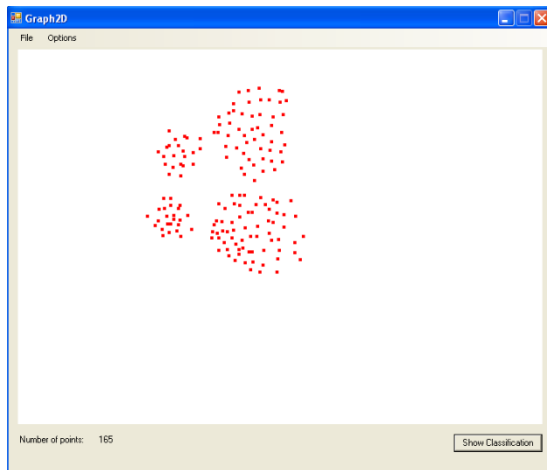 Graph2D
File Options
Number of points: 165
Show Classification